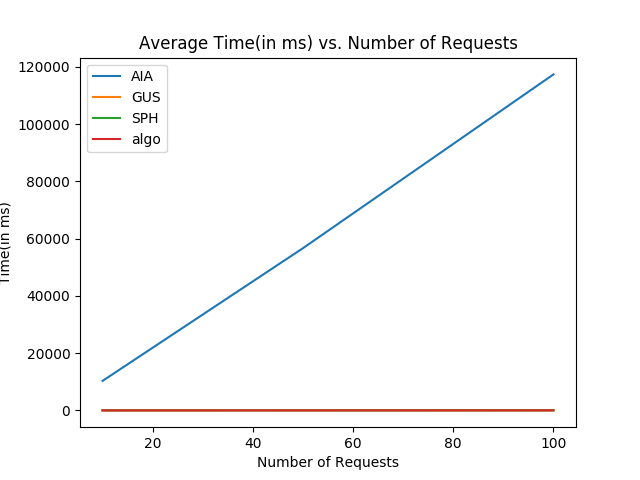 Average Time(in ms) vs. Number of Requests
120000
100000
80000
60000
40000
20000
0
AIA
GUS
SPH
algo
Time(in ms)
20
40
60
80
100
Number of Requests